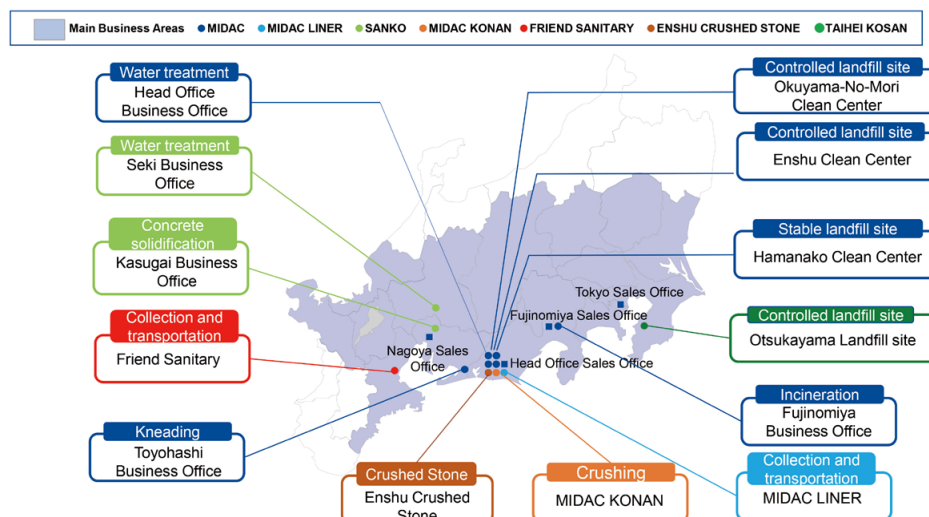 Main Business Areas MIDAC MIDAC LINER SANKO MIDAC KONAN FRIEND SANITARY ENSHU CRUSHED STONE TAIHEI KOSAN
Water treatment
Head Office
Business Office
Water treatment
Seki Business
Office
Concrete
solidification
Kasugai Business
Office
Collection and
transportation
Friend Sanitary
Kneading
Toyohashi
Business Office
Crushed Stone
Enshu Crushed
Stone
Crushing
MIDAC KONAN
Controlled landfill site
Okuyama-No-Mori
Clean Center
Controlled landfill site
Enshu Clean Center
Stable landfill site
Hamanako Clean Center
Controlled landfill site
Otsukayama Landfill site
Incineration
Fujinomiya
Business Office
Collection and
transportation
MIDAC LINER
Tokyo Sales Office
Fujinomiya Sales Office
Nagoya Sales
Office
Head Office Sales Office